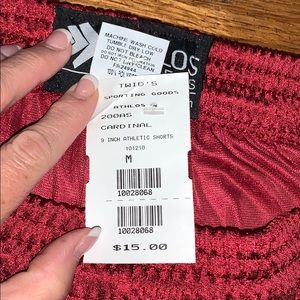 LOS
MACHINE WASH COLD
TUMBLE DRY LOW
DO NOT BLEACH
DO NOT DRYCLEAN
TWIG'S
SPORTING GOODS
ATHLOS
200AS
CARDINAL
9 INCH ATHLETIC SHORTS
101210
M
10028068
10028068
$15.00